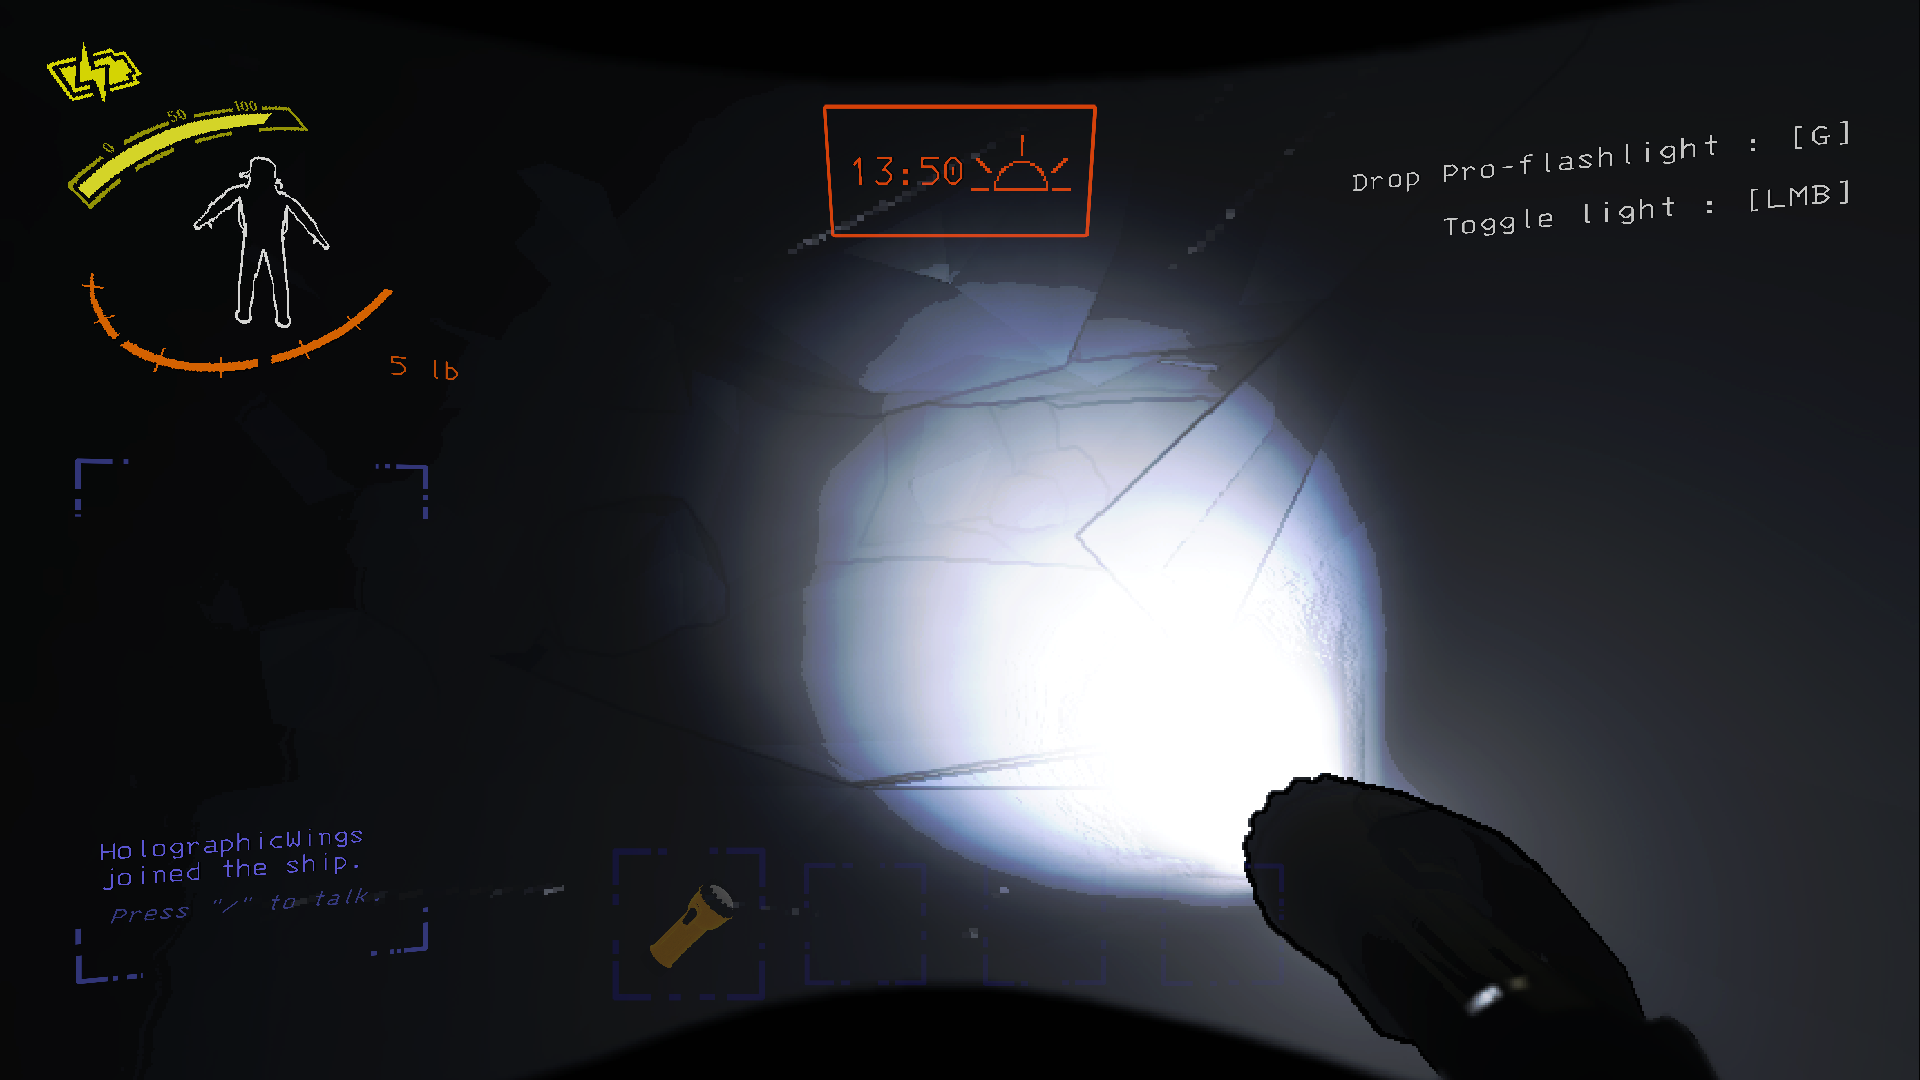 0 50 100
13:50
Drop Pro-flashlight : [G]
Toggle light : [LMB]
5 lb
HolographicWings
joined the ship.
Press "/" to talk.